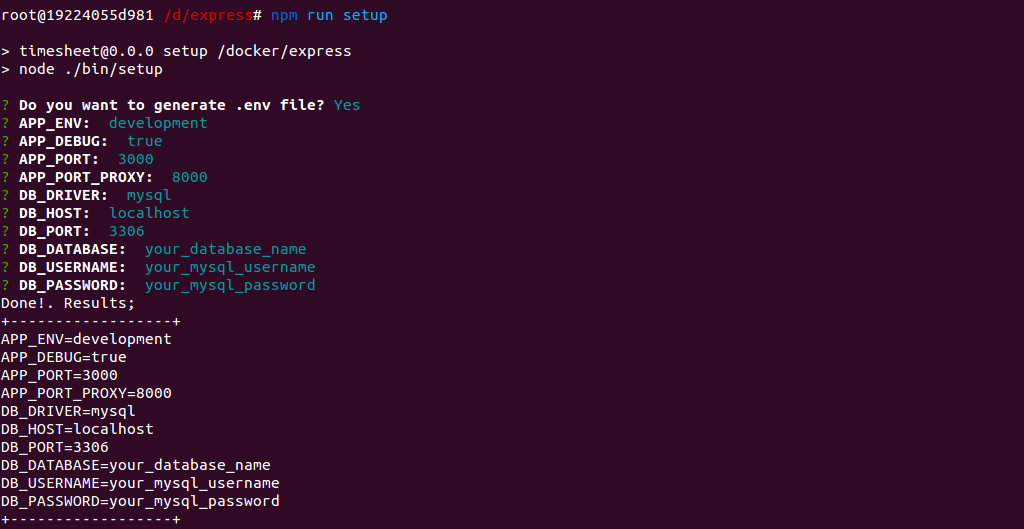 root@19224055d981 /d/express# npm run setup
> timesheet@0.0.0 setup /docker/express
> node ./bin/setup
? Do you want to generate .env file? Yes
? APP_ENV: development
? APP_DEBUG: true
? APP_PORT: 3000
? APP_PORT_PROXY: 8000
? DB_DRIVER: mysql
? DB_HOST: localhost
? DB_PORT: 3306
? DB_DATABASE: your_database_name
? DB_USERNAME: your_mysql_username
? DB_PASSWORD: your_mysql_password
Done!. Results;
+------------------+
APP_ENV=development
APP_DEBUG=true
APP_PORT=3000
APP_PORT_PROXY=8000
DB_DRIVER=mysql
DB_HOST=localhost
DB_PORT=3306
DB_DATABASE=your_database_name
DB_USERNAME=your_mysql_username
DB_PASSWORD=your_mysql_password
+------------------+